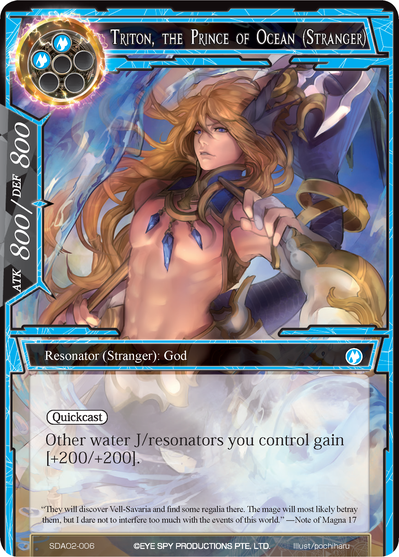 Triton, the Prince of Ocean (Stranger)
ATK 800/DEF 800
Resonator (Stranger): God
Quickcast
Other water J/resonators you control gain
[+200/+200].
“They will discover Vell-Savaria and find some regalia there. The mage will most likely betray
them, but I dare not to interfere too much with the events of this world.” —Note of Magna 17
SDAO2-006
©EYE SPY PRODUCTIONS PTE. LTD.
Illust/bochiharu